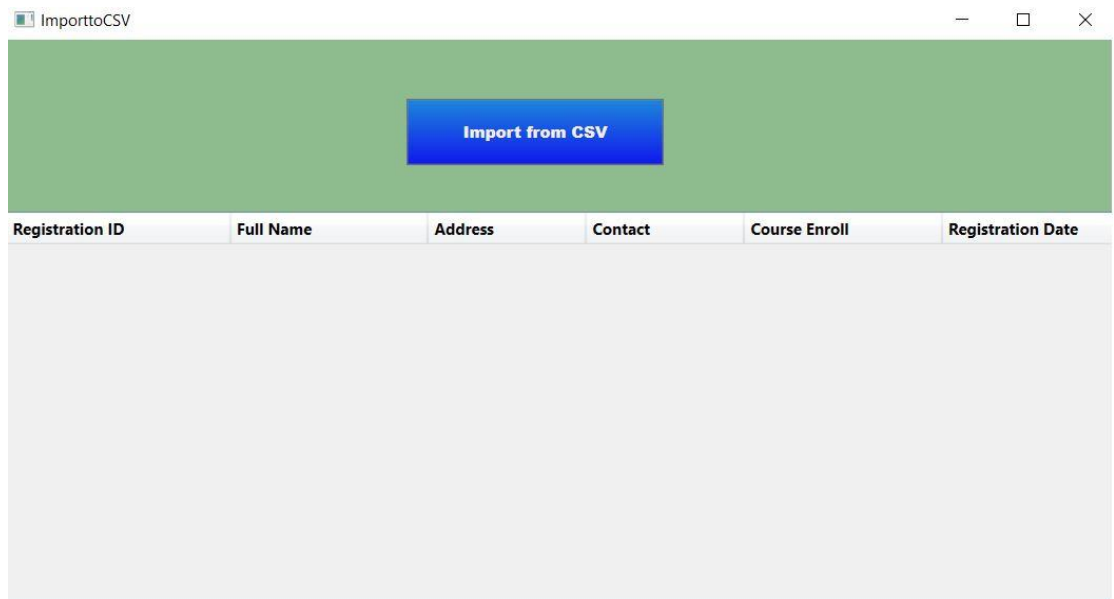 ImporttoCSV
Import from CSV
Registration ID Full Name Address Contact Course Enroll Registration Date